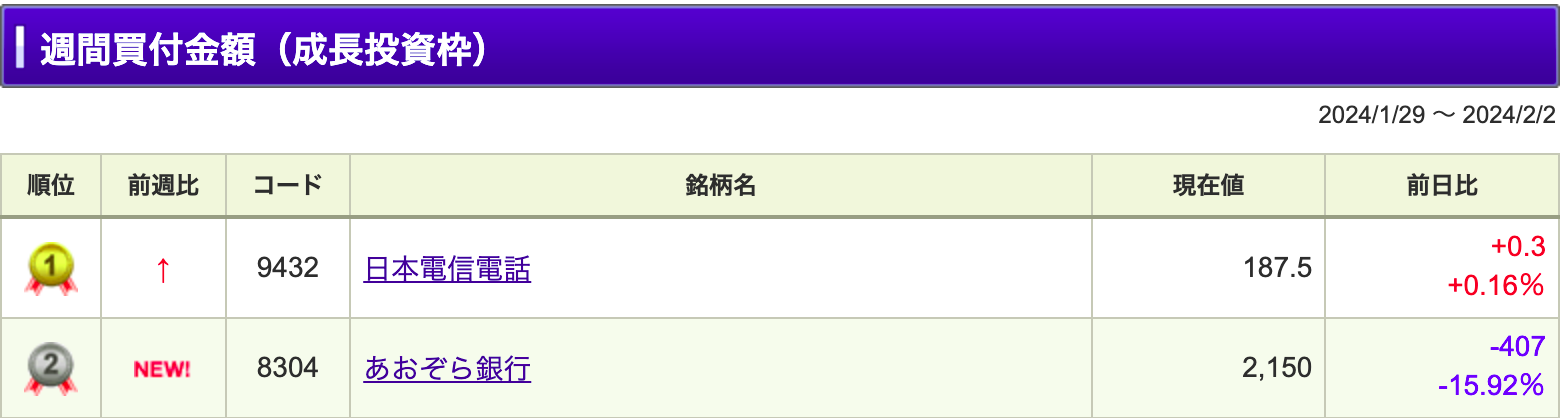 週間買付金額（成長投資枠）
2024/1/29 ～ 2024/2/2
順位 前週比 コード 銘柄名 現在値 前日比
1 ↑ 9432 日本電信電話 187.5 +0.3
+0.16%
2 NEW! 8304 あおぞら銀行 2,150 -407
-15.92%